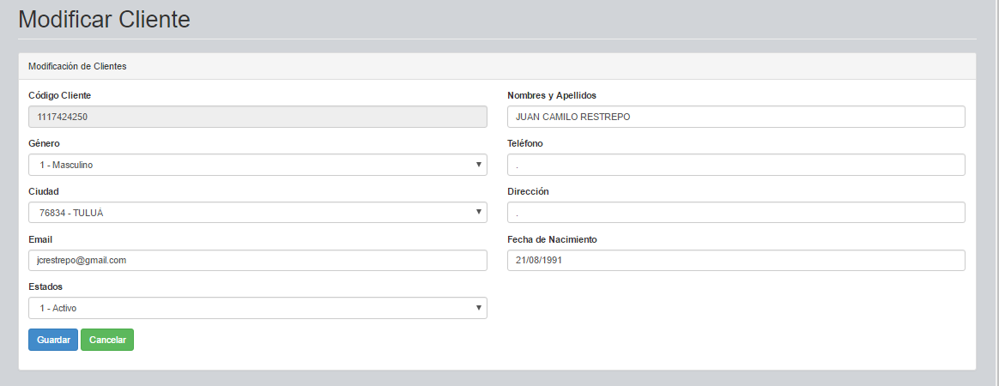 Modificar Cliente
Modificación de Clientes
Código Cliente
1117424250
Nombres y Apellidos
JUAN CAMILO RESTREPO
Género
1 - Masculino
Teléfono
.
Ciudad
76834 - TULUÁ
Dirección
.
Email
jcrestrepo@gmail.com
Fecha de Nacimiento
21/08/1991
Estados
1 - Activo
Guardar Cancelar